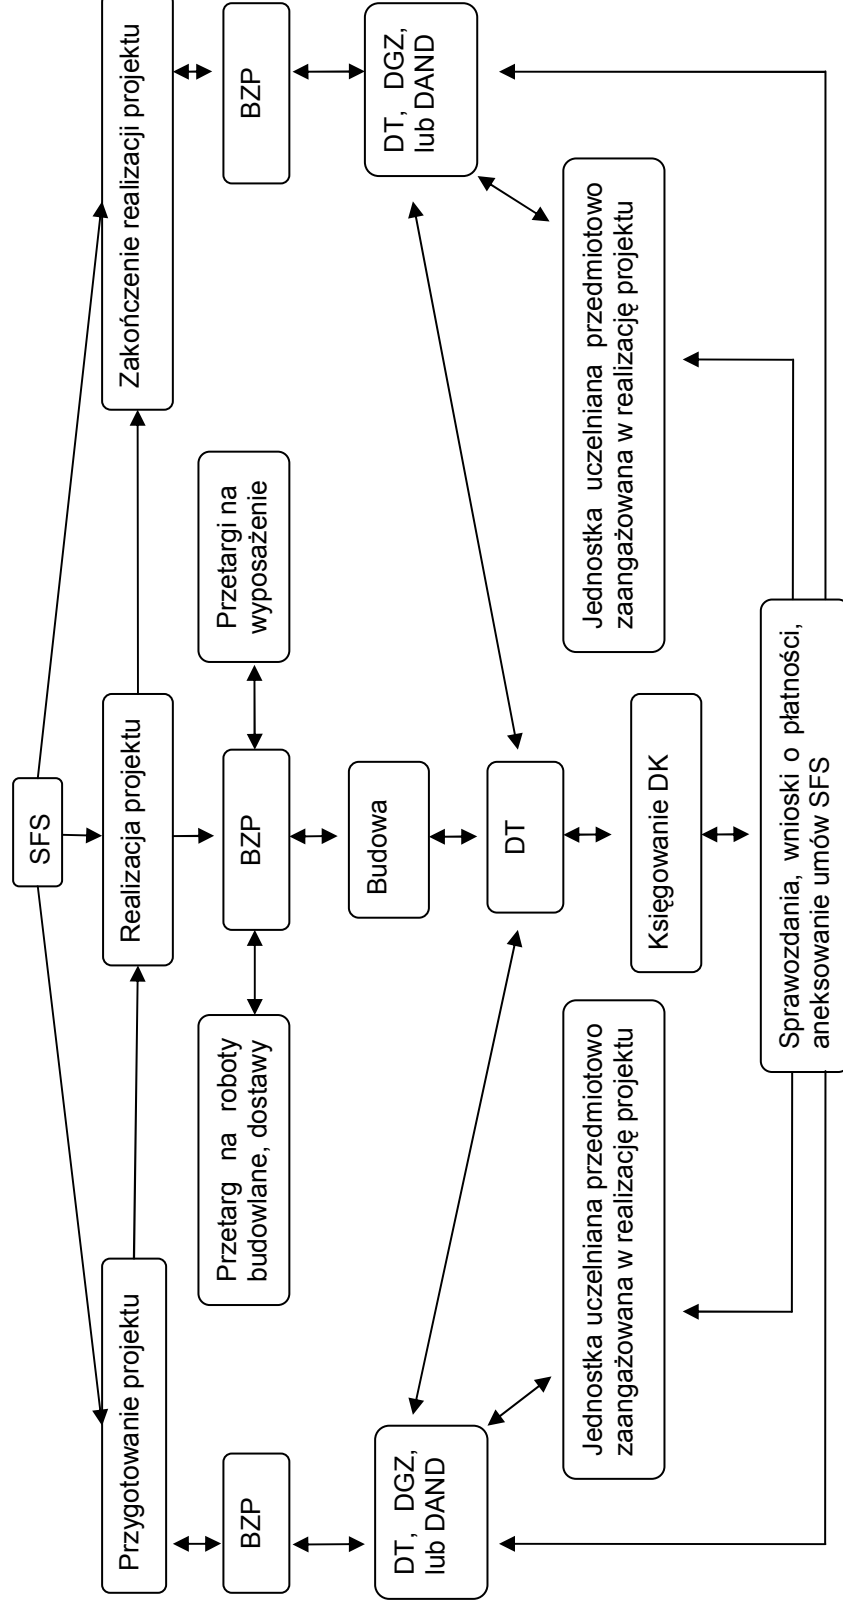 SFS
Przygotowanie projektu
Realizacja projektu
Zakończenie realizacji projektu
BZP
Przetarg na roboty
budowlane, dostawy
BZP
Przetargi na
wyposażenie
BZP
Budowa
DT, DGZ,
lub DAND
DT
DT, DGZ,
lub DAND
Jednostka uczelniana przedmiotowo
zaangażowana w realizację projektu
Jednostka uczelniana przedmiotowo
zaangażowana w realizację projektu
Księgowanie DK
Sprawozdania, wnioski o płatności,
aneksowanie umów SFS